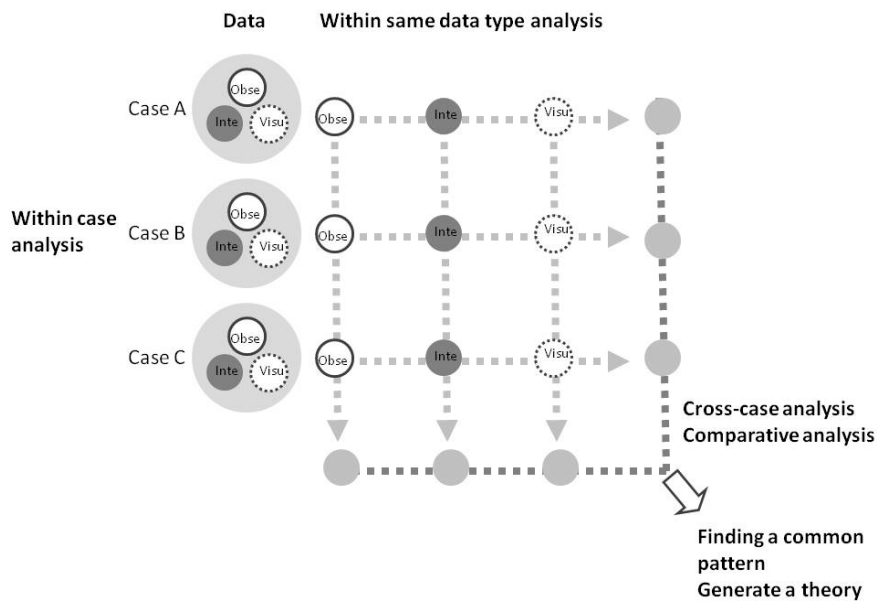 Data
Within same data type analysis
Case A
Obse
Inte
Visu
Obse
Inte
Visu
Within case
analysis
Case B
Obse
Inte
Visu
Obse
Inte
Visu
Case C
Obse
Inte
Visu
Obse
Inte
Visu
Cross-case analysis
Comparative analysis
Finding a common
pattern
Generate a theory